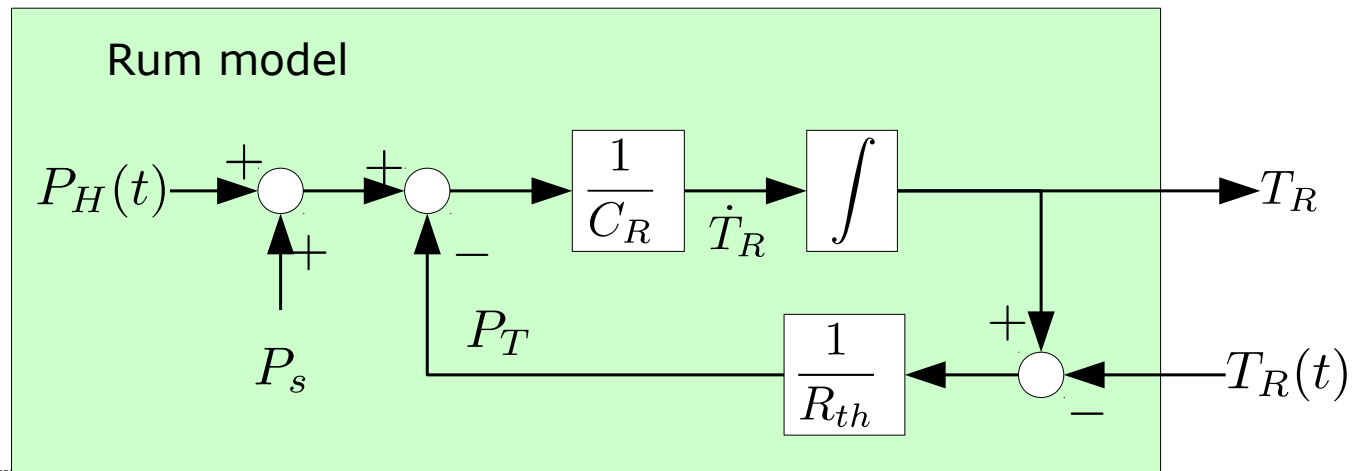 Rum model
+ + 1
P_H(t) ∫ T_R
C_R Ṫ_R
+ −
P_s P_T + 1
R_th T_R(t)
−